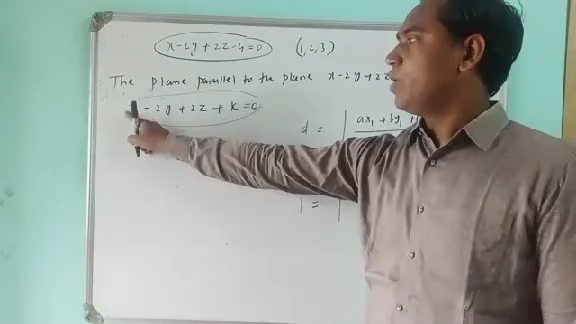 x-2y+2z-4=0 (1,2,3)
The plane parallel to the plane x-2y+2z
-2y+2z+k=0
d = | ax₁ + by₁
1 = |